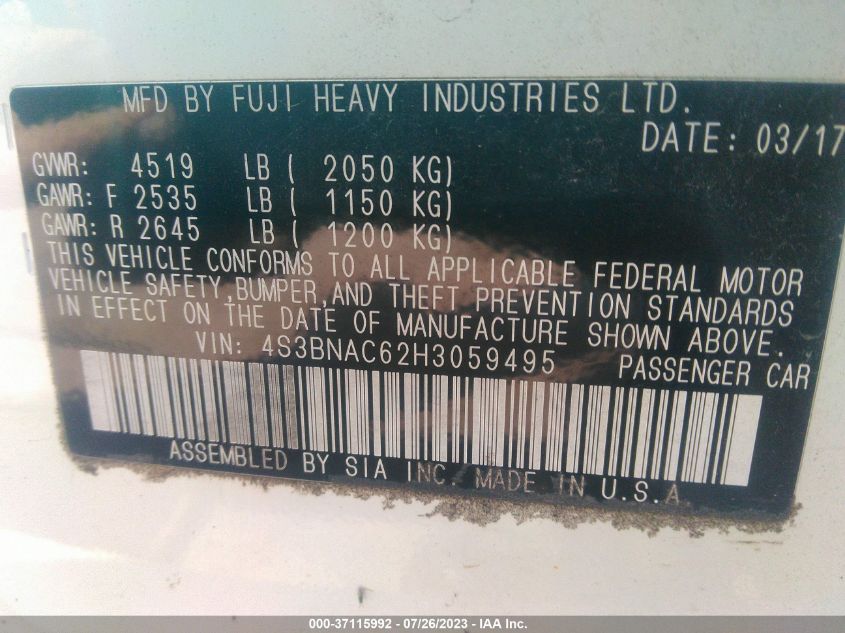 MFD BY FUJI HEAVY INDUSTRIES LTD.
DATE: 03/17
GVWR: 4519 LB ( 2050 KG)
GAWR: F 2535 LB ( 1150 KG)
GAWR: R 2645 LB ( 1200 KG)
THIS VEHICLE CONFORMS TO ALL APPLICABLE FEDERAL MOTOR
VEHICLE SAFETY,BUMPER,AND THEFT PREVENTION STANDARDS
IN EFFECT ON THE DATE OF MANUFACTURE SHOWN ABOVE.
VIN: 4S3BNAC62H3059495 PASSENGER CAR
ASSEMBLED BY SIA INC. MADE IN U.S.A
000-37115992 - 07/26/2023 - IAA Inc.